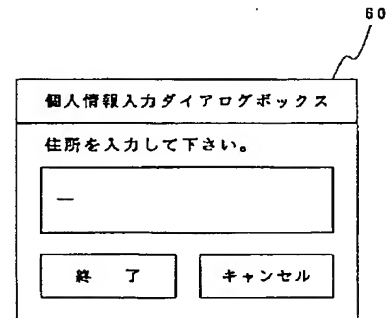 60
個人情報入力ダイアログボックス
住所を入力して下さい。
_
終 了
キャンセル